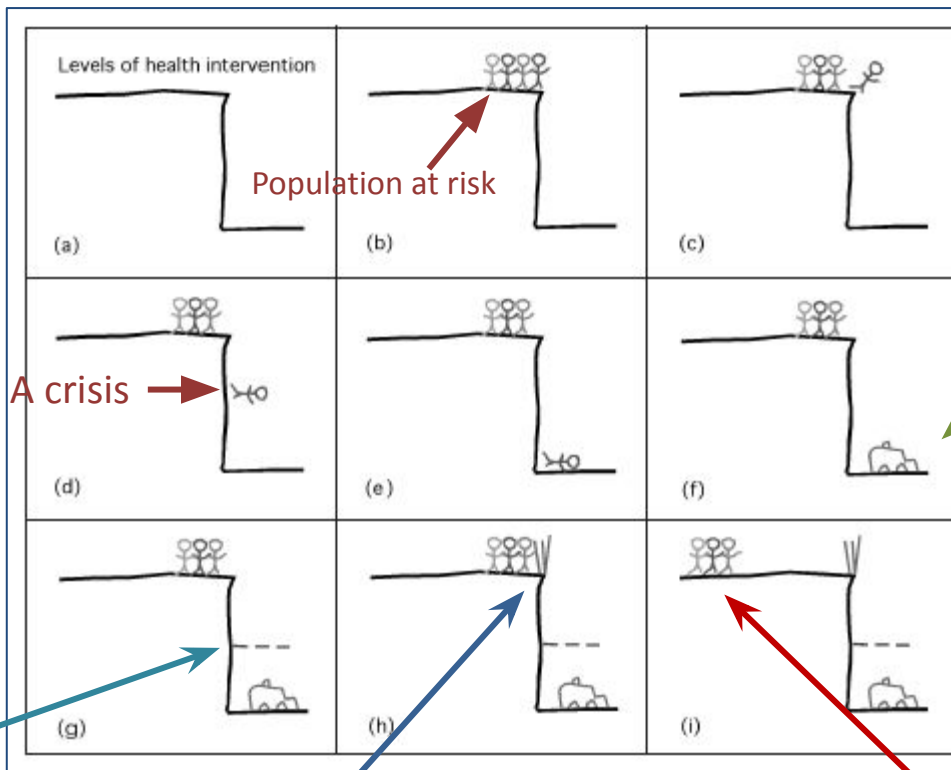 Levels of health intervention
Population at risk
(a)
(b)
(c)
A crisis
(d)
(e)
(f)
(g)
(h)
(i)